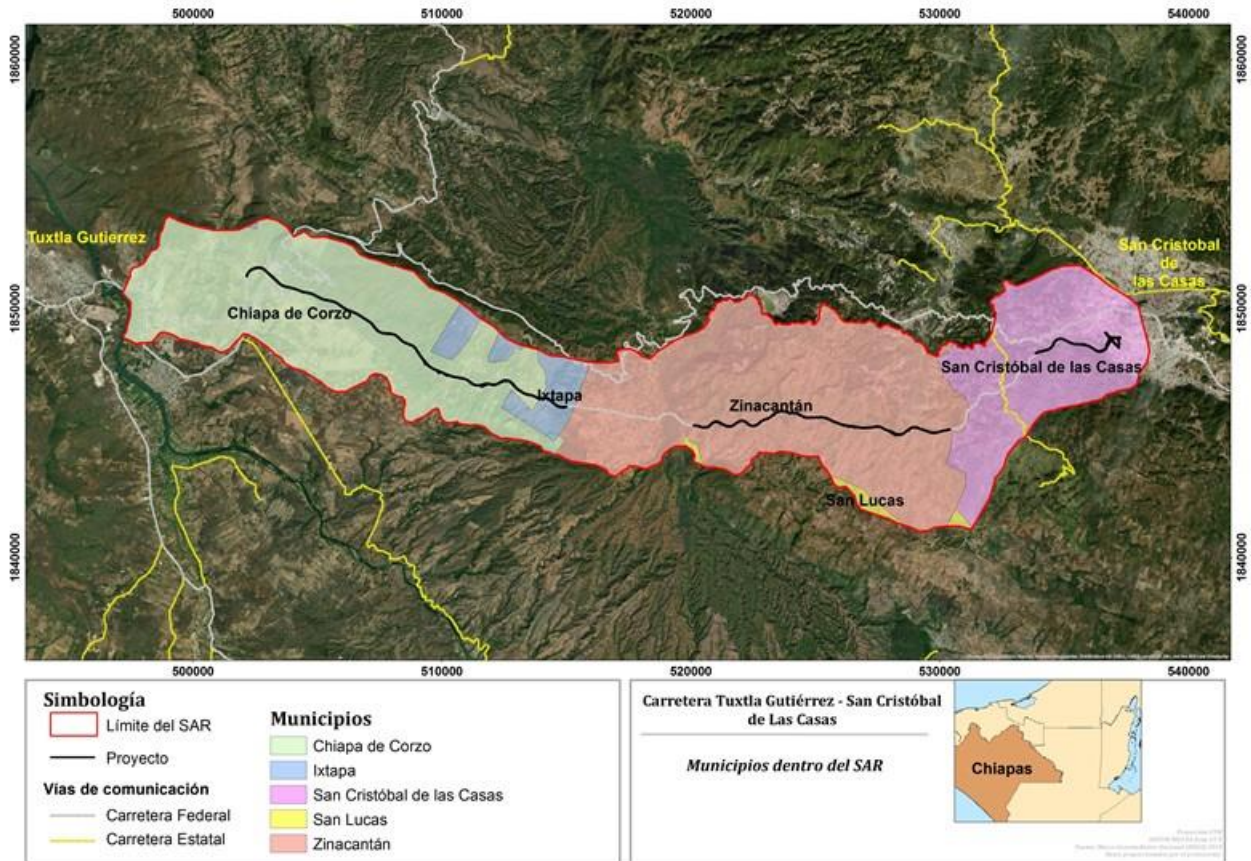 500000 510000 520000 530000 540000
1860000 1860000
Tuxtla Gutierrez
San Cristobal
de
las Casas
1850000 1850000
Chiapa de Corzo
San Cristóbal de las Casas
Ixtapa
Zinacantán
San Lucas
1840000 1840000
500000 510000 520000 530000 540000
Simbología
Límite del SAR
Proyecto
Vías de comunicación
Carretera Federal
Carretera Estatal
Municipios
Chiapa de Corzo
Ixtapa
San Cristóbal de las Casas
San Lucas
Zinacantán
Carretera Tuxtla Gutiérrez - San Cristóbal
de Las Casas
Municipios dentro del SAR
Chiapas